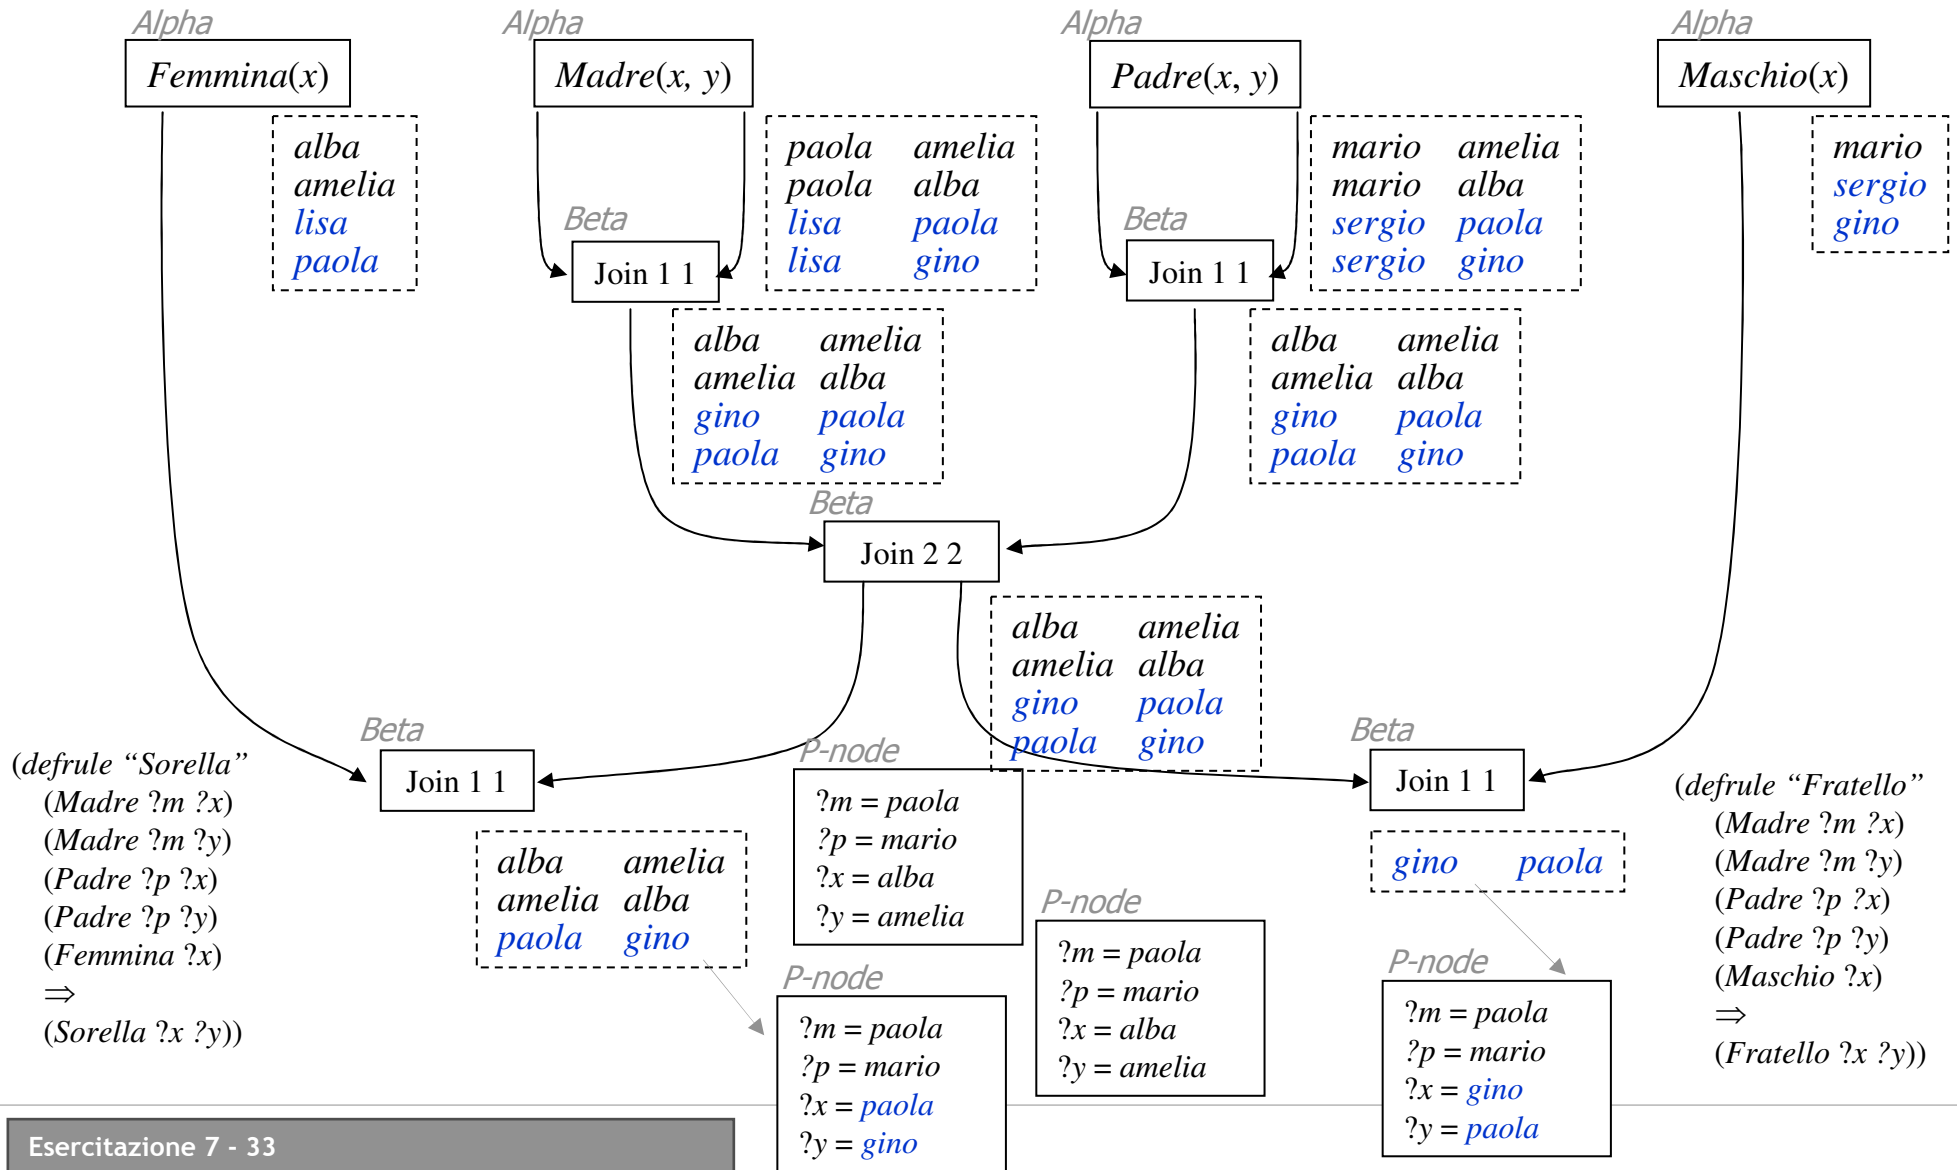 Alpha
Alpha
Alpha
Alpha
Femmina(x)
Madre(x, y)
Padre(x, y)
Maschio(x)
alba
amelia
lisa
paola
paola amelia
paola alba
lisa paola
lisa gino
mario amelia
mario alba
sergio paola
sergio gino
mario
sergio
gino
Beta
Join 1 1
Beta
Join 1 1
alba amelia
amelia alba
gino paola
paola gino
alba amelia
amelia alba
gino paola
paola gino
Beta
Join 2 2
alba amelia
amelia alba
gino paola
paola gino
Beta
Join 1 1
Beta
Join 1 1
(defrule “Sorella”
(Madre ?m ?x)
(Madre ?m ?y)
(Padre ?p ?x)
(Padre ?p ?y)
(Femmina ?x)
⇒
(Sorella ?x ?y))
alba amelia
amelia alba
paola gino
P-node
?m = paola
?p = mario
?x = alba
?y = amelia
P-node
?m = paola
?p = mario
?x = alba
?y = amelia
P-node
?m = paola
?p = mario
?x = paola
?y = gino
gino paola
P-node
?m = paola
?p = mario
?x = gino
?y = paola
(defrule “Fratello”
(Madre ?m ?x)
(Madre ?m ?y)
(Padre ?p ?x)
(Padre ?p ?y)
(Maschio ?x)
⇒
(Fratello ?x ?y))
Esercitazione 7 - 33